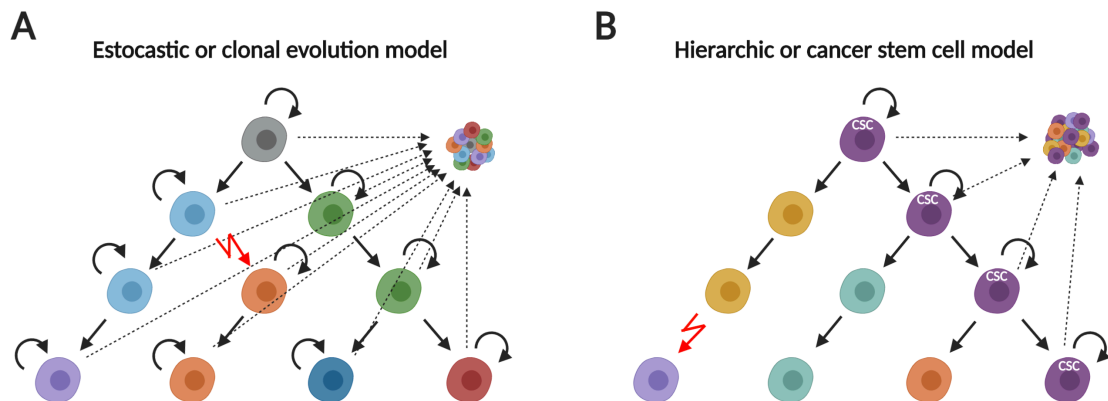 A
Estocastic or clonal evolution model
B
Hierarchic or cancer stem cell model
CSC
CSC
CSC
CSC